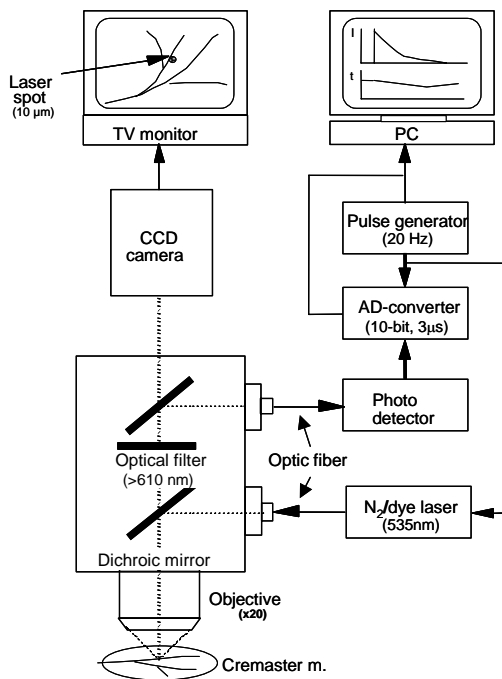 Laser
spot
(10 µm)
TV monitor
I
t
PC
CCD
camera
Pulse generator
(20 Hz)
AD-converter
(10-bit, 3µs)
Photo
detector
Optical filter
(>610 nm)
Optic fiber
N₂/dye laser
(535nm)
Dichroic mirror
Objective
(x20)
Cremaster m.